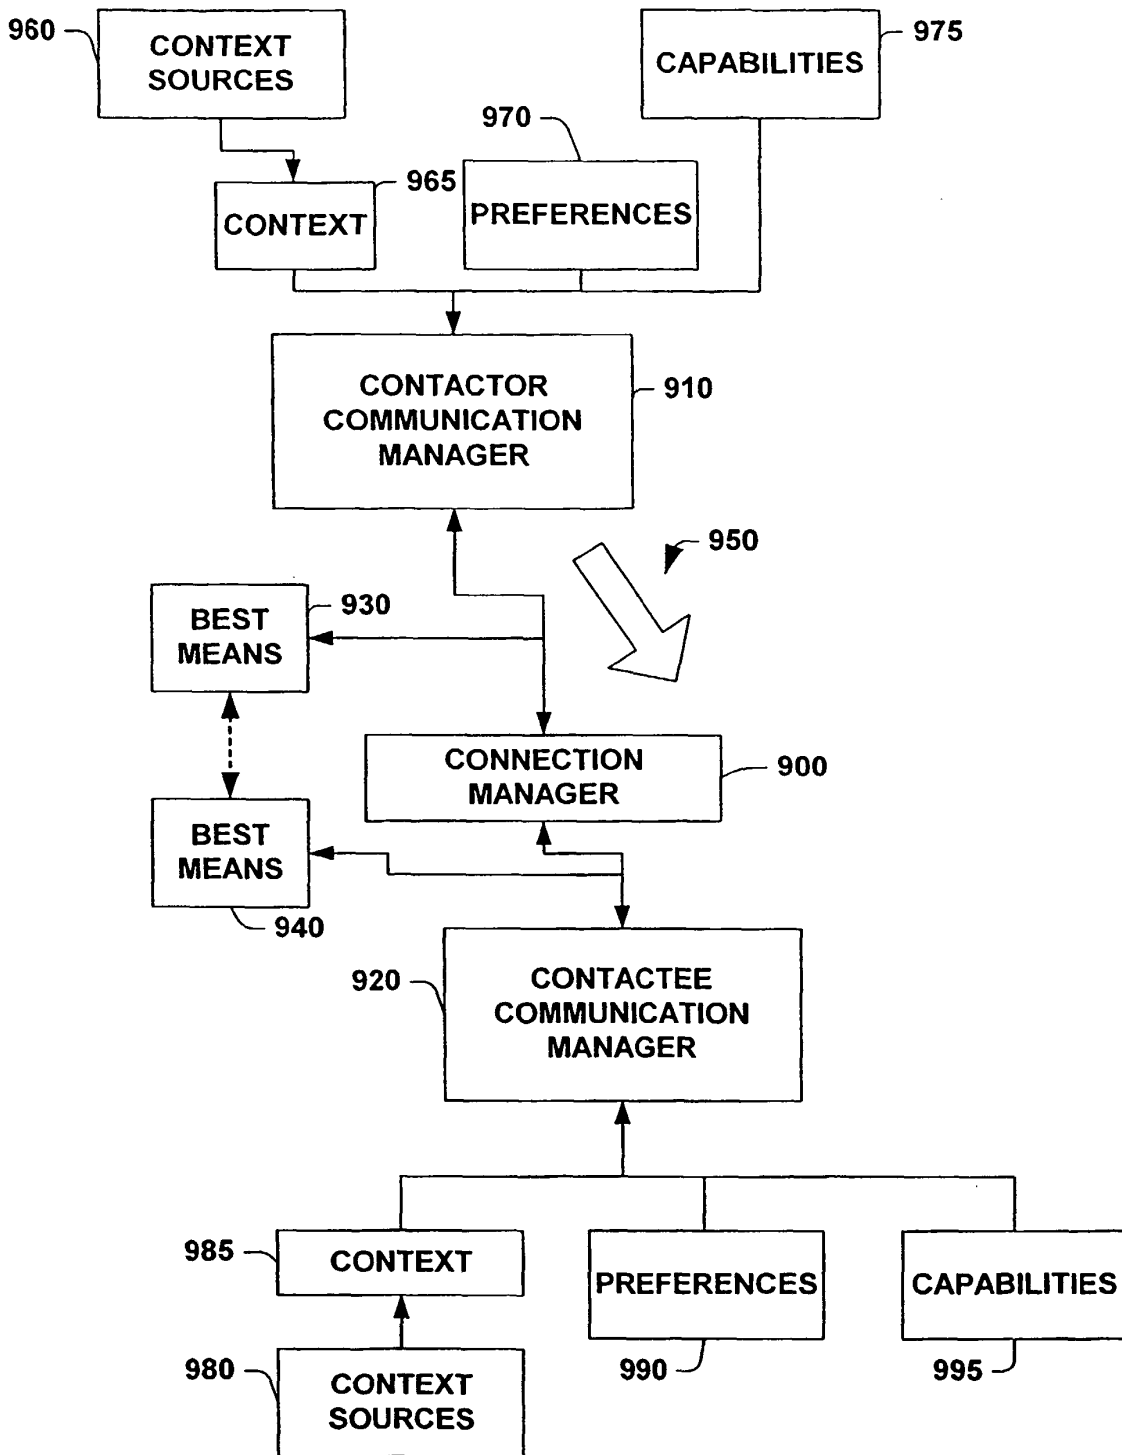 960
CONTEXT
SOURCES
975
CAPABILITIES
970
965
PREFERENCES
CONTEXT
CONTACTOR
COMMUNICATION
MANAGER
910
950
930
BEST
MEANS
CONNECTION
MANAGER
900
BEST
MEANS
940
920
CONTACTEE
COMMUNICATION
MANAGER
985
CONTEXT
PREFERENCES
CAPABILITIES
990
995
980
CONTEXT
SOURCES